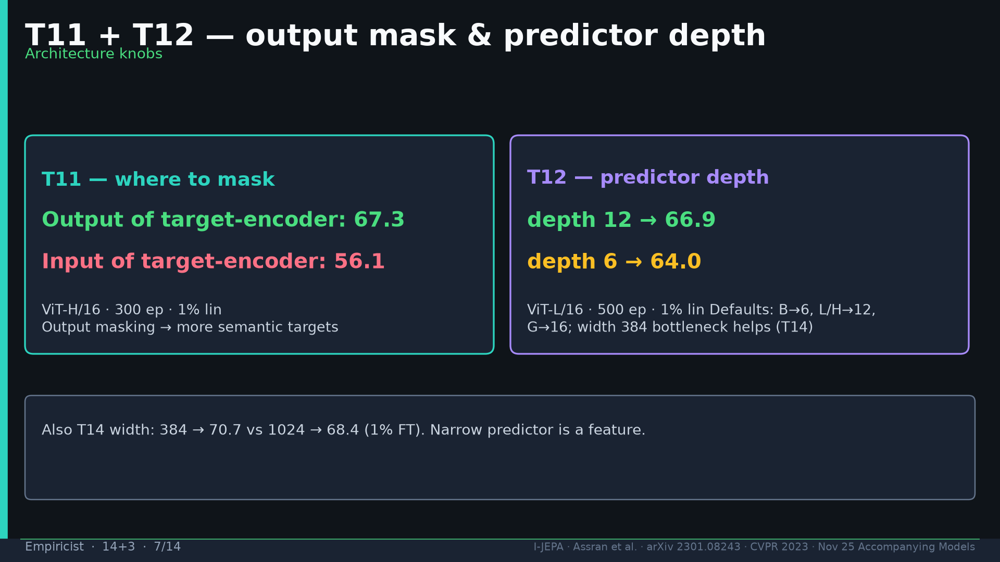 T11 + T12 — output mask & predictor depth
Architecture knobs
T11 — where to mask
Output of target-encoder: 67.3
Input of target-encoder: 56.1
ViT-H/16 · 300 ep · 1% lin
Output masking → more semantic targets
T12 — predictor depth
depth 12 → 66.9
depth 6 → 64.0
ViT-L/16 · 500 ep · 1% lin Defaults: B→6, L/H→12,
G→16; width 384 bottleneck helps (T14)
Also T14 width: 384 → 70.7 vs 1024 → 68.4 (1% FT). Narrow predictor is a feature.
Empiricist · 14+3 · 7/14
I-JEPA · Assran et al. · arXiv 2301.08243 · CVPR 2023 · Nov 25 Accompanying Models